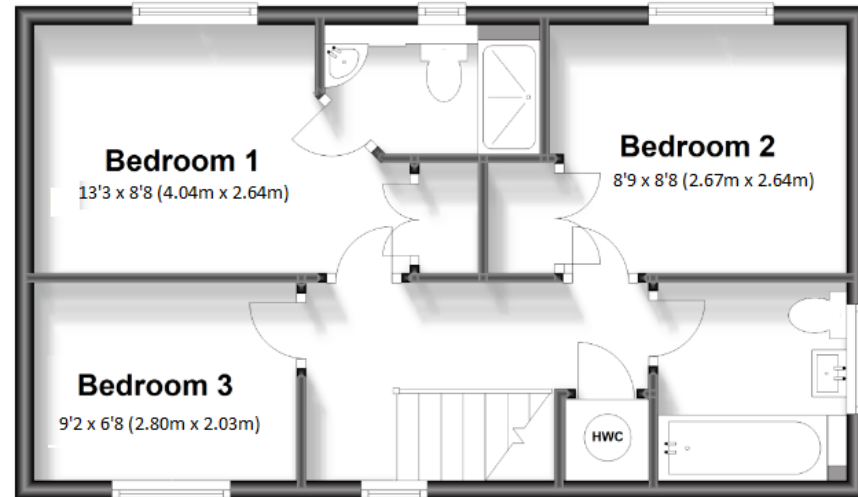 Bedroom 1
13'3 x 8'8 (4.04m x 2.64m)
Bedroom 2
8'9 x 8'8 (2.67m x 2.64m)
Bedroom 3
9'2 x 6'8 (2.80m x 2.03m)
HWC